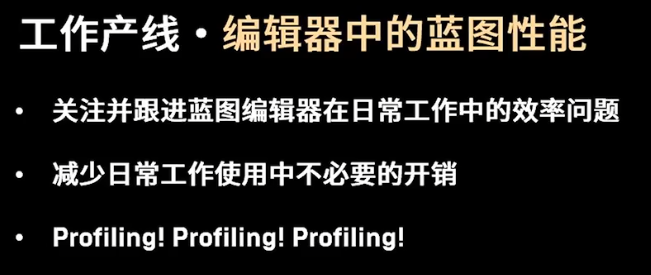 工作产线·编辑器中的蓝图性能
• 关注并跟进蓝图编辑器在日常工作中的效率问题
• 减少日常工作使用中不必要的开销
• Profiling! Profiling! Profiling!